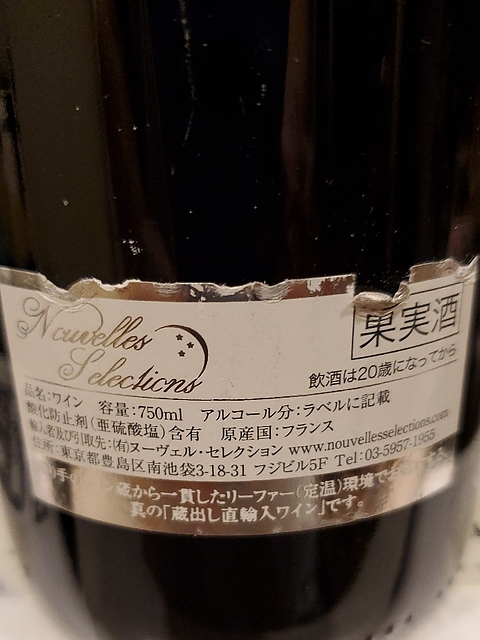 Nouvelles
Selections
果実酒
飲酒は20歳になってから
品名:ワイン 容量:750ml アルコール分:ラベルに記載
酸化防止剤(亜硫酸塩)含有 原産国:フランス
輸入者及び引取先:(有)ヌーヴェル・セレクション www.nouvellesselections.com
住所:東京都豊島区南池袋3-18-31 フジビル5F Tel:03-5957-1955
蔵から一貫したリーファー(定温)環境で
真の「蔵出し直輸入ワイン」です。